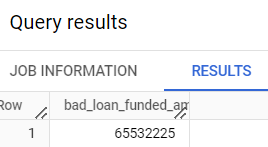 Query results
JOB INFORMATION RESULTS
Row bad_loan_funded_am
1 65532225